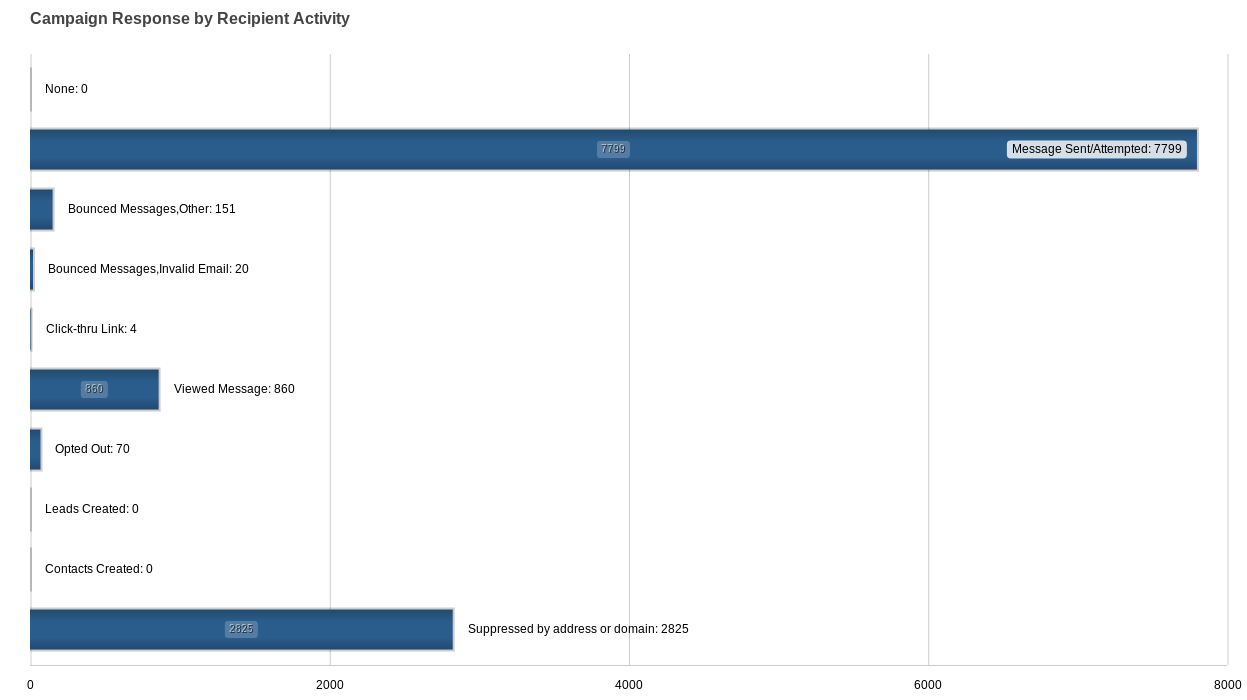 Campaign Response by Recipient Activity
None: 0
7799 Message Sent/Attempted: 7799
Bounced Messages,Other: 151
Bounced Messages,Invalid Email: 20
Click-thru Link: 4
860 Viewed Message: 860
Opted Out: 70
Leads Created: 0
Contacts Created: 0
2825 Suppressed by address or domain: 2825
0 2000 4000 6000 8000